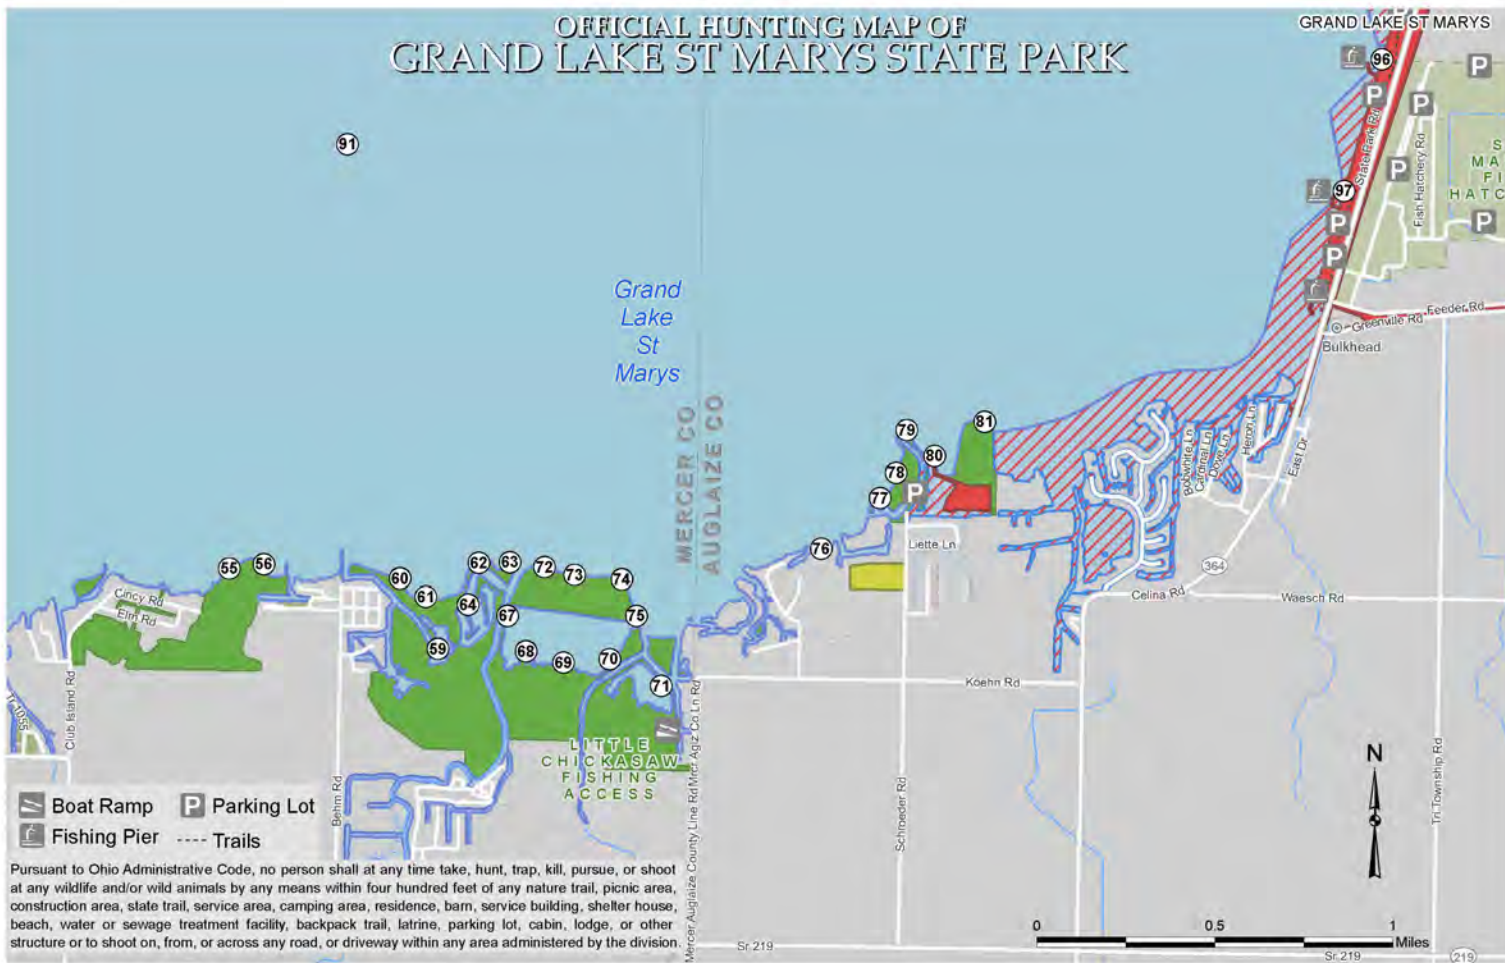 OFFICIAL HUNTING MAP OF
GRAND LAKE ST MARYS STATE PARK
GRAND LAKE ST MARYS
96
91
State Park Rd
Fish Hatchery Rd
S
MA
FI
HATC
97
Grand
Lake
St
Marys
Feeder Rd
Greenville Rd
Bulkhead
MERCER CO
AUGLAIZE CO
79
81
80
78
77
Bobwhite Ln
Cardinal Ln
Dove Ln
Heron Ln
East Dr
76
Liette Ln
364
55
56
60
61
62
63
72
73
74
64
67
75
59
68
69
70
71
Cincy Rd
Elm Rd
Celina Rd
Waesch Rd
Koehn Rd
Tr 1055
Club Island Rd
Behm Rd
LITTLE
CHICKASAW
FISHING
ACCESS
Mercer Auglaize County Line Rd
Mrcr Aglz Co Ln Rd
Schroeder Rd
Tri Township Rd
N
P
P
P
P
P
P
P
P
Boat Ramp
P Parking Lot
Fishing Pier
Trails
Pursuant to Ohio Administrative Code, no person shall at any time take, hunt, trap, kill, pursue, or shoot
at any wildlife and/or wild animals by any means within four hundred feet of any nature trail, picnic area,
construction area, state trail, service area, camping area, residence, barn, service building, shelter house,
beach, water or sewage treatment facility, backpack trail, latrine, parking lot, cabin, lodge, or other
structure or to shoot on, from, or across any road, or driveway within any area administered by the division.
0 0.5 1
Miles
Sr 219
Sr 219
219